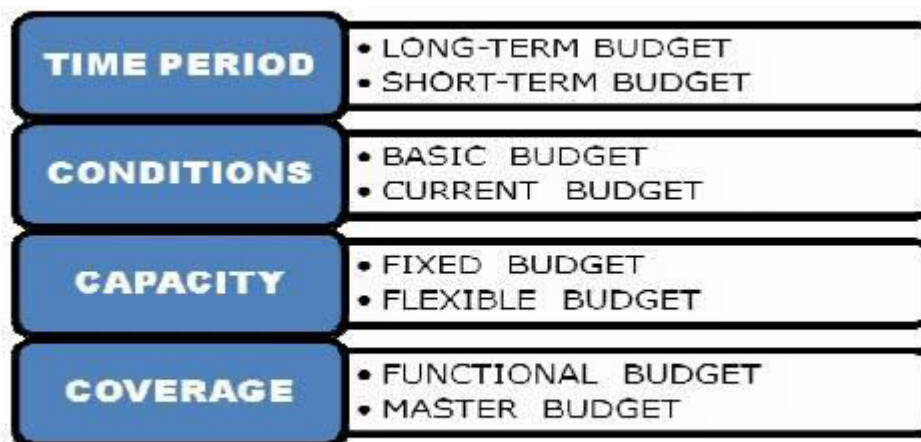 TIME PERIOD
• LONG-TERM BUDGET
• SHORT-TERM BUDGET
CONDITIONS
• BASIC BUDGET
• CURRENT BUDGET
CAPACITY
• FIXED BUDGET
• FLEXIBLE BUDGET
COVERAGE
• FUNCTIONAL BUDGET
• MASTER BUDGET